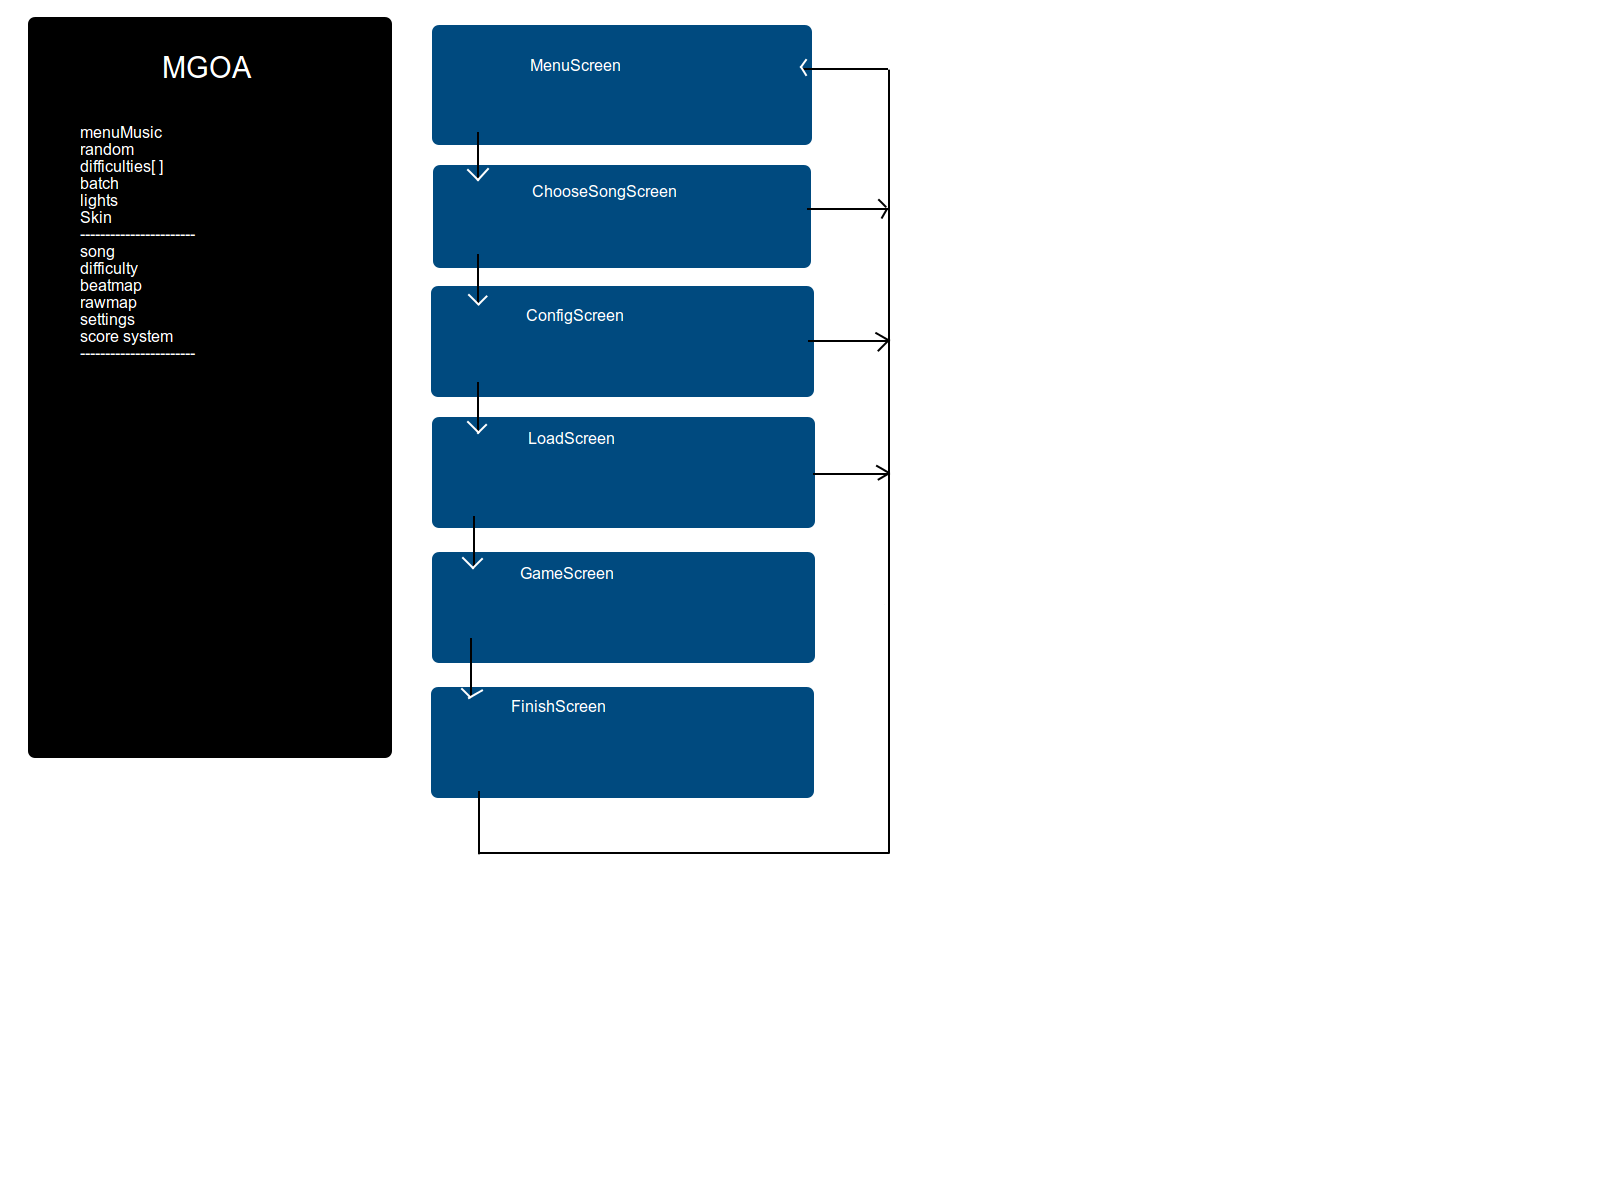 MGOA
menuMusic
random
difficulties[ ]
batch
lights
Skin
-----------------------
song
difficulty
beatmap
rawmap
settings
score system
-----------------------
MenuScreen
ChooseSongScreen
ConfigScreen
LoadScreen
GameScreen
FinishScreen